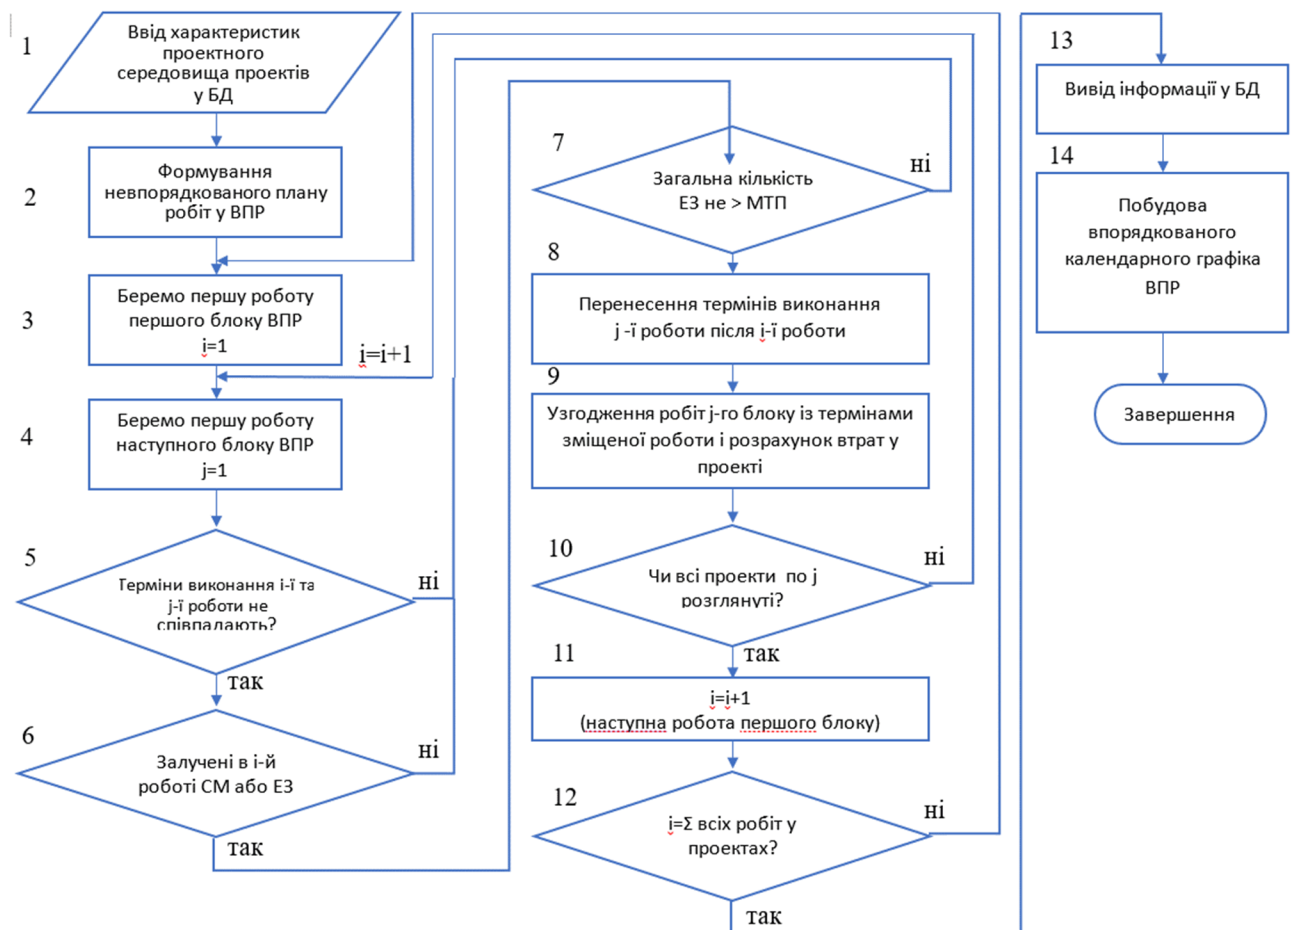 1
Ввід характеристик
проектного
середовища проектів
у БД
2
Формування
невпорядкованого плану
робіт у ВПР
3
Беремо першу роботу
першого блоку ВПР
і=1
і=і+1
4
Беремо першу роботу
наступного блоку ВПР
j=1
5
Терміни виконання і-ї та
j-ї роботи не
співпадають?
ні
так
6
Залучені в і-й
роботі СМ або ЕЗ
ні
так
7
Загальна кількість
ЕЗ не > МТП
ні
8
Перенесення термінів виконання
j -ї роботи після і-ї роботи
9
Узгодження робіт j-го блоку із термінами
зміщеної роботи і розрахунок втрат у
проекті
10
Чи всі проекти по j
розглянуті?
ні
так
11
і=і+1
(наступна робота першого блоку)
12
і=Σ всіх робіт у
проектах?
ні
так
13
Вивід інформації у БД
14
Побудова
впорядкованого
календарного графіка
ВПР
Завершення